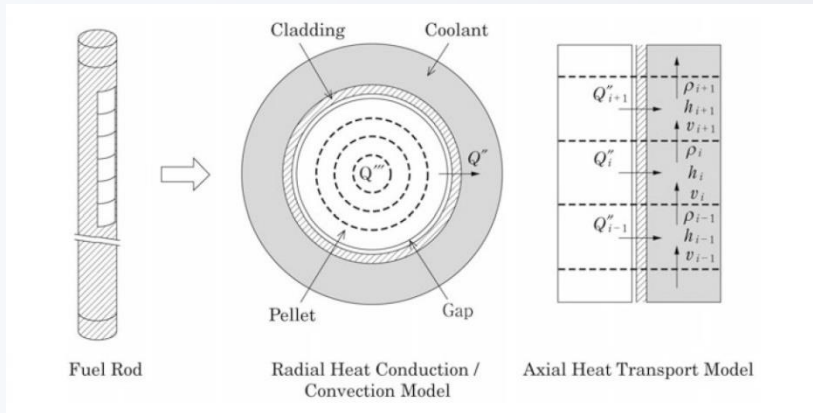 Cladding
Coolant
Q‴
Q″
Pellet
Gap
Q″i+1
ρi+1
hi+1
vi+1
Q″i
ρi
hi
vi
Q″i−1
ρi−1
hi−1
vi−1
Fuel Rod
Radial Heat Conduction /
Convection Model
Axial Heat Transport Model